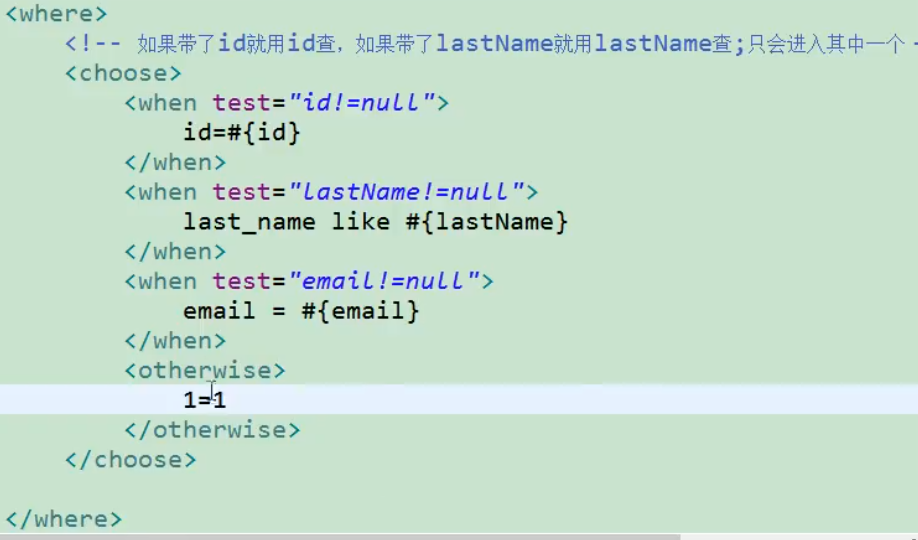 <where>
    <!-- 如果带了id就用id查，如果带了lastName就用lastName查;只会进入其中一个 -
    <choose>
        <when test="id!=null">
            id=#{id}
        </when>
        <when test="lastName!=null">
            last_name like #{lastName}
        </when>
        <when test="email!=null">
            email = #{email}
        </when>
        <otherwise>
            1=1
        </otherwise>
    </choose>
</where>